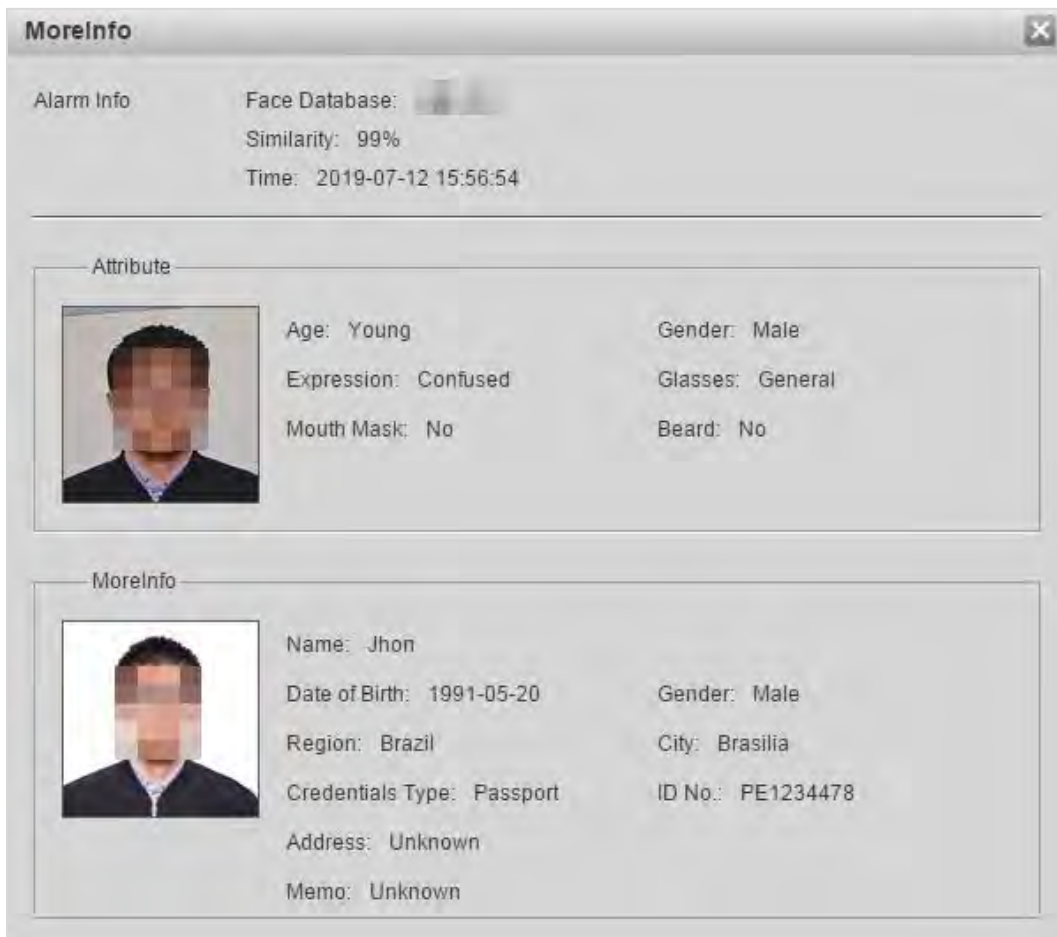 MoreInfo
Alarm Info
Face Database:
Similarity: 99%
Time: 2019-07-12 15:56:54
Attribute
Age: Young Gender: Male
Expression: Confused Glasses: General
Mouth Mask: No Beard: No
MoreInfo
Name: Jhon
Date of Birth: 1991-05-20 Gender: Male
Region: Brazil City: Brasilia
Credentials Type: Passport ID No.: PE1234478
Address: Unknown
Memo: Unknown